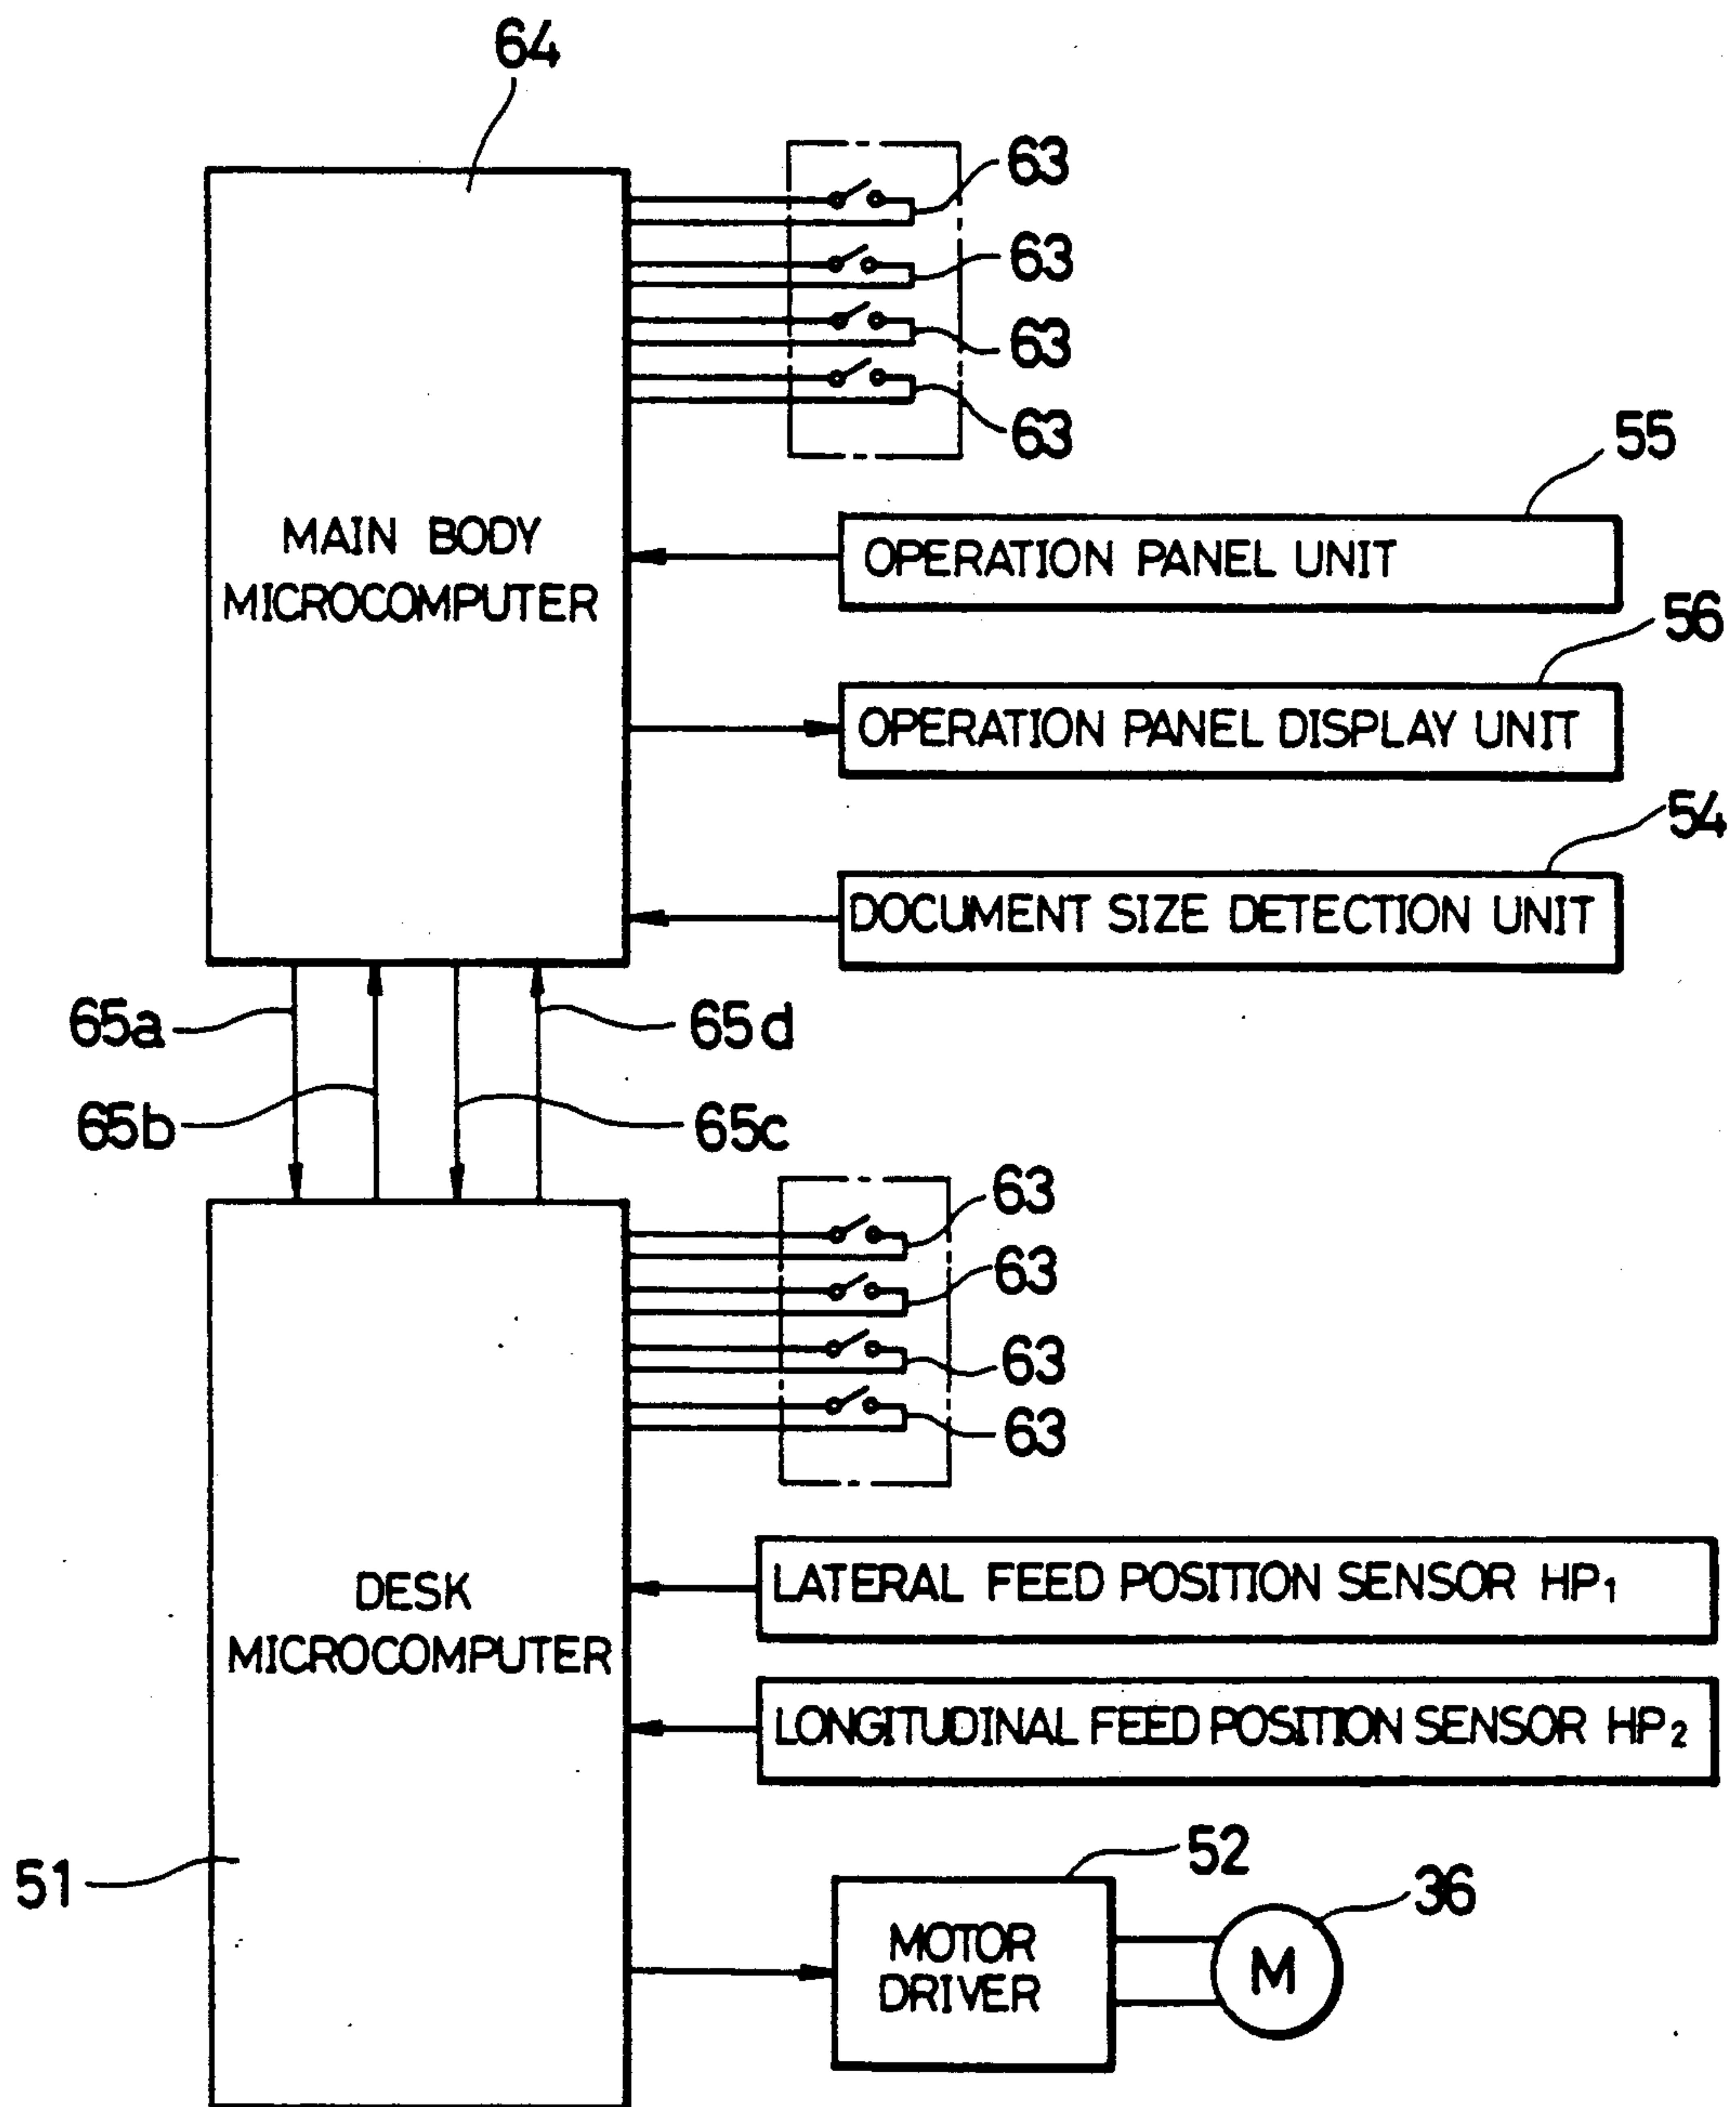 64
63
63
63
63
55
MAIN BODY
MICROCOMPUTER
OPERATION PANEL UNIT
56
OPERATION PANEL DISPLAY UNIT
54
DOCUMENT SIZE DETECTION UNIT
65a
65d
65b
65c
63
63
63
63
DESK
MICROCOMPUTER
LATERAL FEED POSITION SENSOR HP₁
LONGITUDINAL FEED POSITION SENSOR HP₂
51
52
36
MOTOR
DRIVER
M